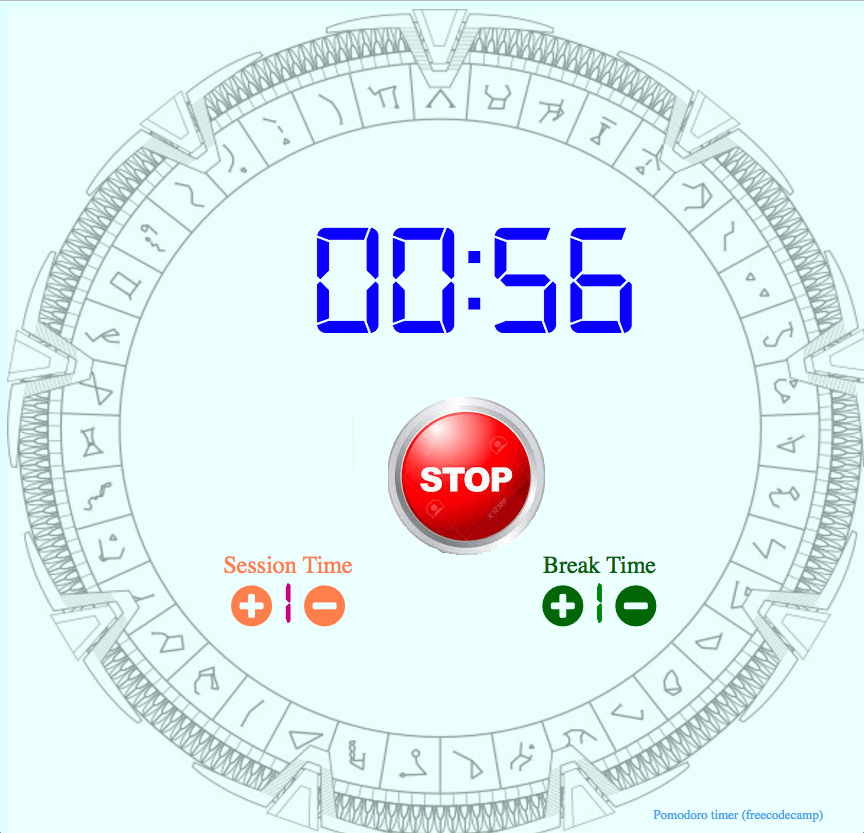 00:56
STOP
Session Time
Break Time
1
1
Pomodoro timer (freecodecamp)